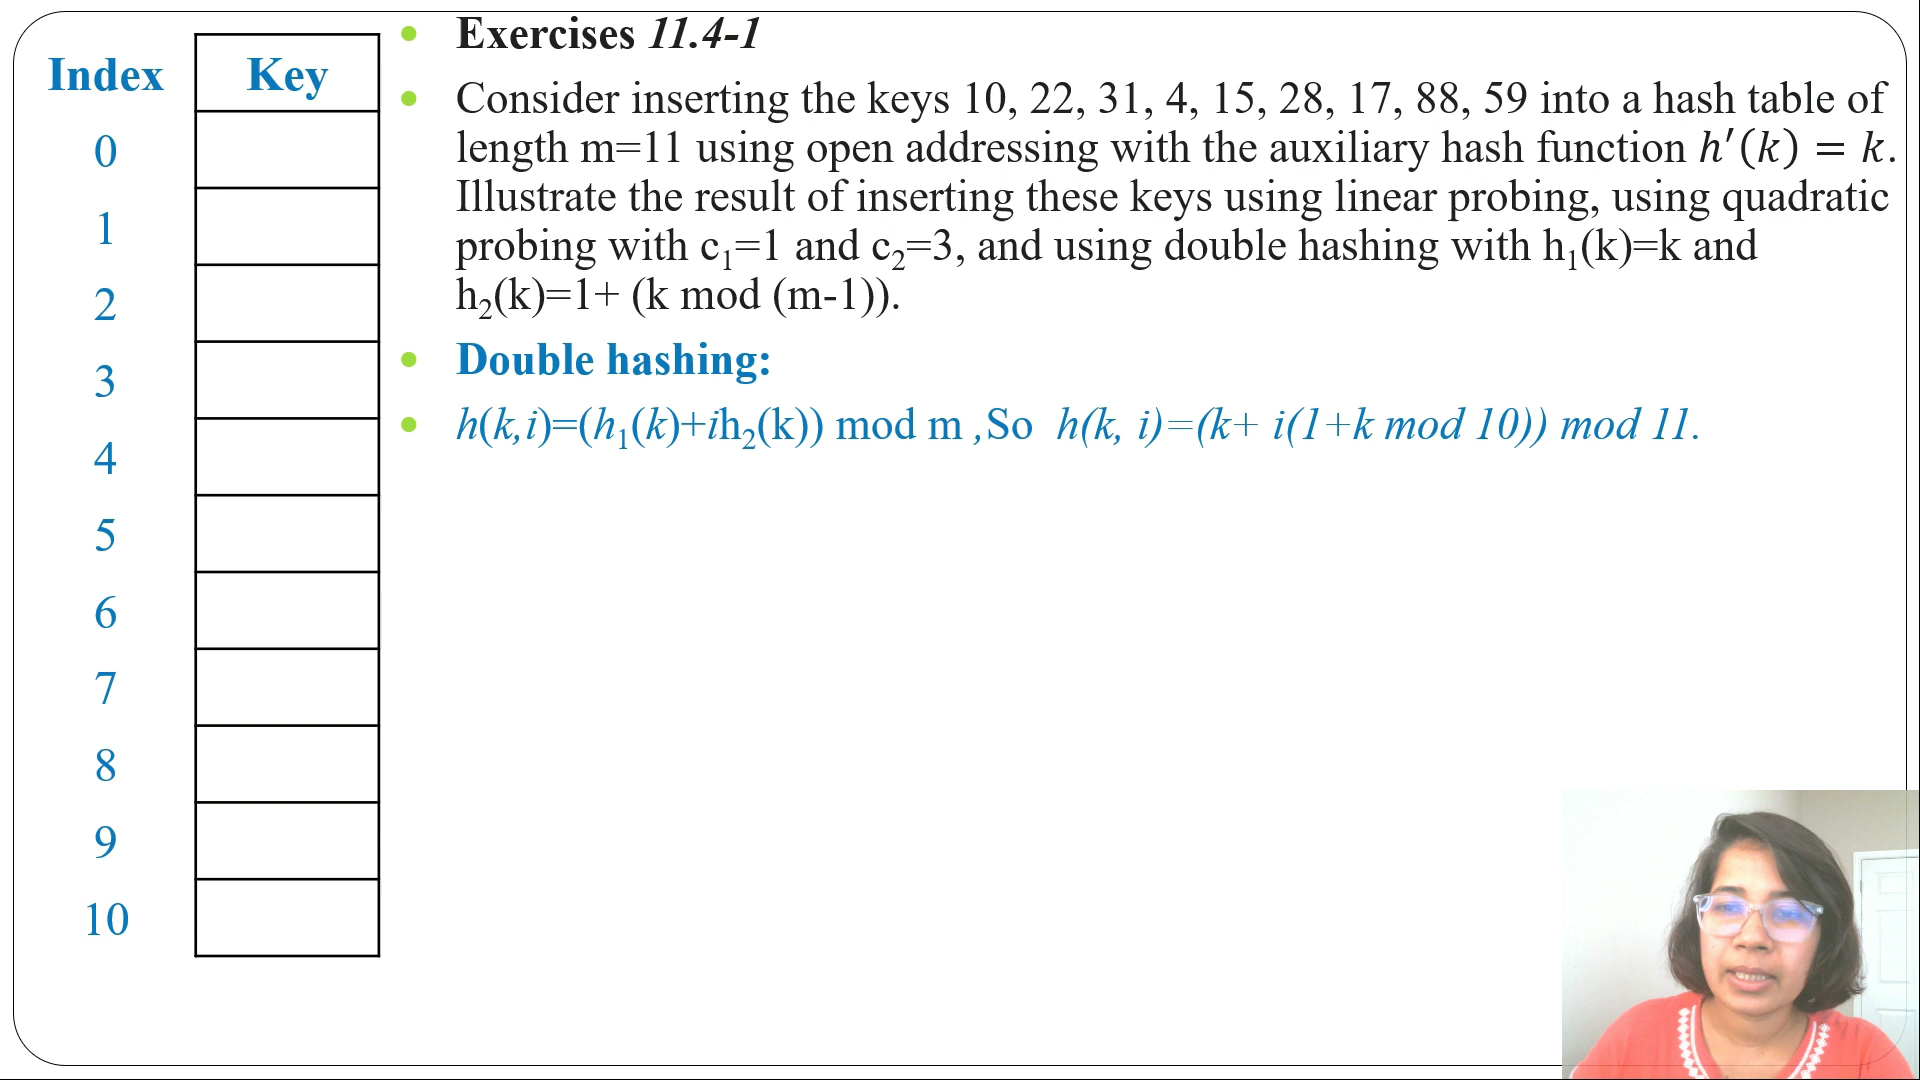 Index Key
0
1
2
3
4
5
6
7
8
9
10
• Exercises 11.4-1
• Consider inserting the keys 10, 22, 31, 4, 15, 28, 17, 88, 59 into a hash table of
length m=11 using open addressing with the auxiliary hash function h′(k) = k.
Illustrate the result of inserting these keys using linear probing, using quadratic
probing with c₁=1 and c₂=3, and using double hashing with h₁(k)=k and
h₂(k)=1+ (k mod (m-1)).
• Double hashing:
• h(k,i)=(h₁(k)+ih₂(k)) mod m ,So h(k, i)=(k+ i(1+k mod 10)) mod 11.